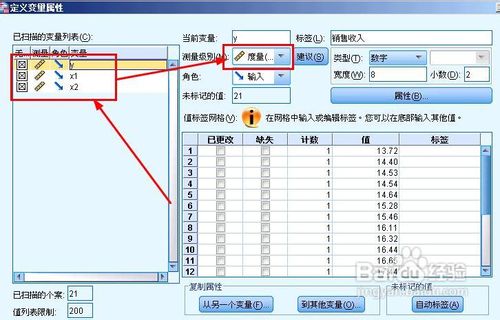 定义变量属性
已扫描的变量列表(C):
无... 测量 角色 变量
y
x1
x2
已扫描的个案: 21
值列表限制: 200
当前变量: y 标签(L): 销售收入
测量级别(M): 度量(... 建议(S) 类型(T): 数字
角色: 输入 宽度(W): 8 小数(D): 2
未标记的值: 21 属性(B)...
值标签网格(V): 在网格中输入或编辑标签。您可以在底部输入其他值。
已更改 缺失 计数 值 标签
1 1 13.72
2 1 14.40
3 1 14.53
4 1 14.54
5 1 14.64
6 1 15.28
7 1 15.46
8 1 16.11
9 1 16.32
10 1 16.44
11 1
12 1
复制属性 未标记的值
从另一个变量(F)... 到其他变量(O)... 自动标签(A)
Baidu 经验
jingyan.baidu.com